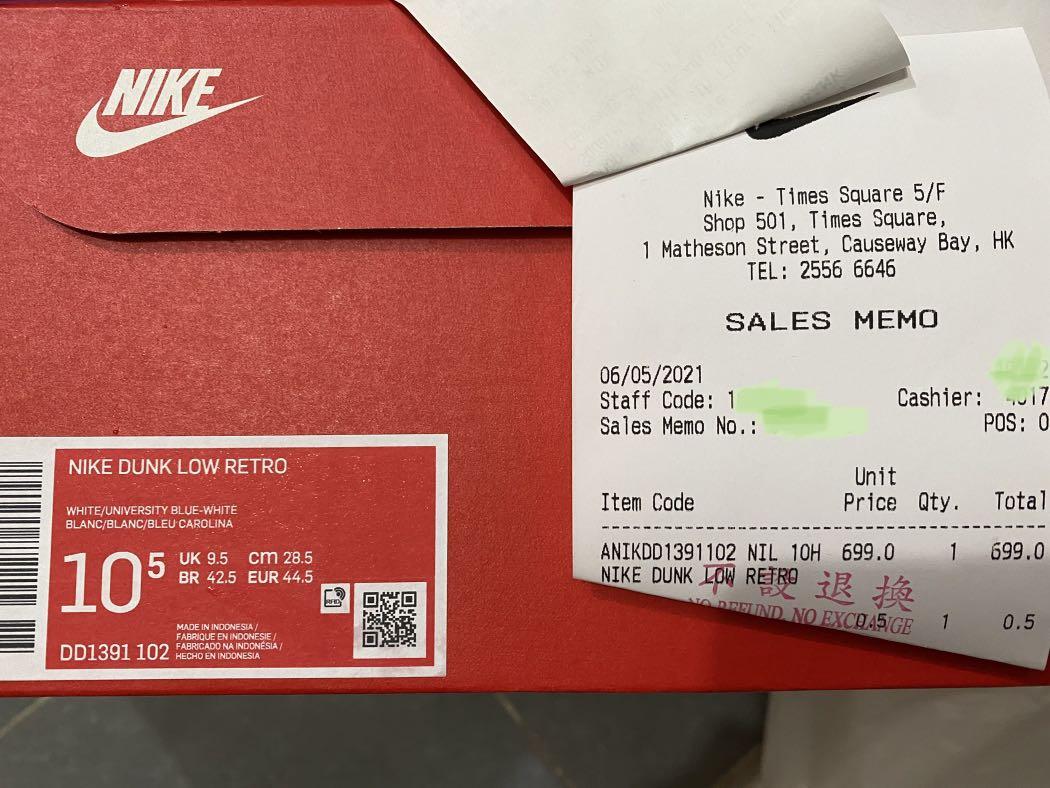 NIKE
NIKE DUNK LOW RETRO
WHITE/UNIVERSITY BLUE-WHITE
BLANC/BLANC/BLEU CAROLINA
10⁵
UK 9.5 cm 28.5
BR 42.5 EUR 44.5
RFID
MADE IN INDONESIA /
FABRIQUE EN INDONESIE /
FABRICADO NA INDONÉSIA /
HECHO EN INDONESIA
DD1391 102
Nike - Times Square 5/F
Shop 501, Times Square,
1 Matheson Street, Causeway Bay, HK
TEL: 2556 6646
SALES MEMO
06/05/2021
Staff Code: 1
Cashier: 17
Sales Memo No.:
POS: 0
Unit
Item Code Price Qty. Total
ANIKDD1391102 NIL 10H 699.0 1 699.0
NIKE DUNK LOW RETRO
不設退換
NO REFUND, NO EXCHANGE
0.5 1 0.5